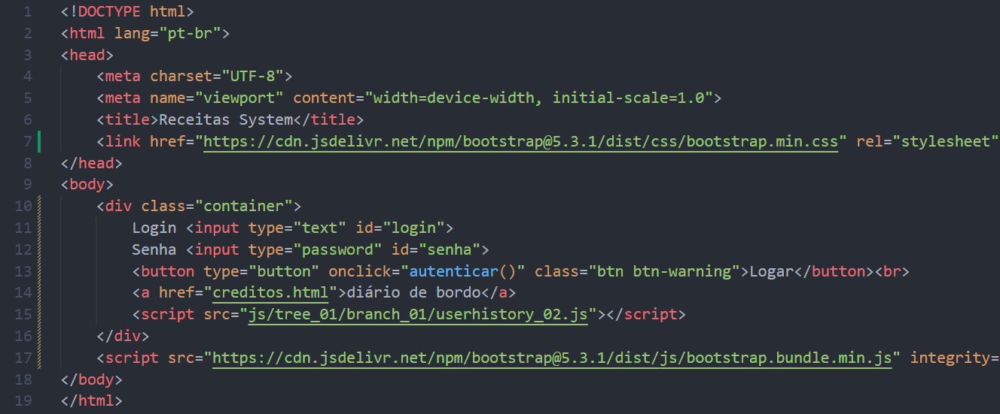 1 <!DOCTYPE html>
2 <html lang="pt-br">
3 <head>
4 <meta charset="UTF-8">
5 <meta name="viewport" content="width=device-width, initial-scale=1.0">
6 <title>Receitas System</title>
7 <link href="https://cdn.jsdelivr.net/npm/bootstrap@5.3.1/dist/css/bootstrap.min.css" rel="stylesheet"
8 </head>
9 <body>
10 <div class="container">
11 Login <input type="text" id="login">
12 Senha <input type="password" id="senha">
13 <button type="button" onclick="autenticar()" class="btn btn-warning">Logar</button><br>
14 <a href="creditos.html">diário de bordo</a>
15 <script src="js/tree_01/branch_01/userhistory_02.js"></script>
16 </div>
17 <script src="https://cdn.jsdelivr.net/npm/bootstrap@5.3.1/dist/js/bootstrap.bundle.min.js" integrity=
18 </body>
19 </html>